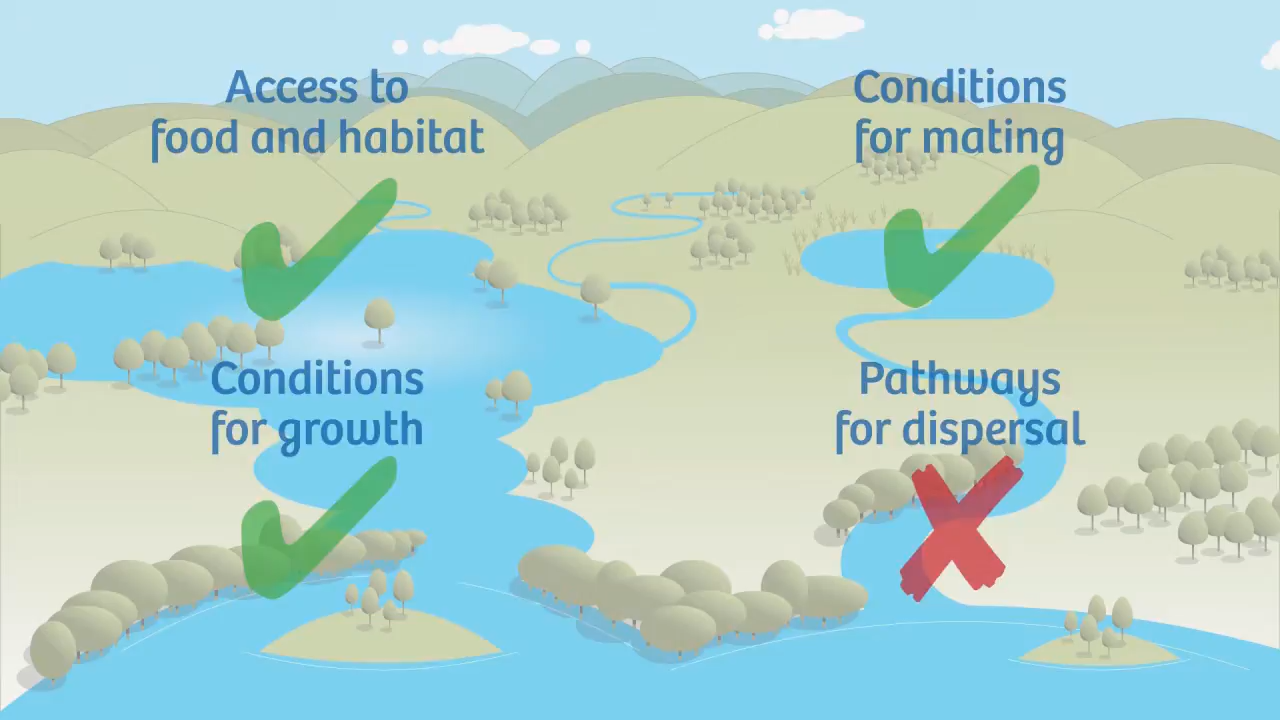 Access to
food and habitat
Conditions
for mating
Conditions
for growth
Pathways
for dispersal